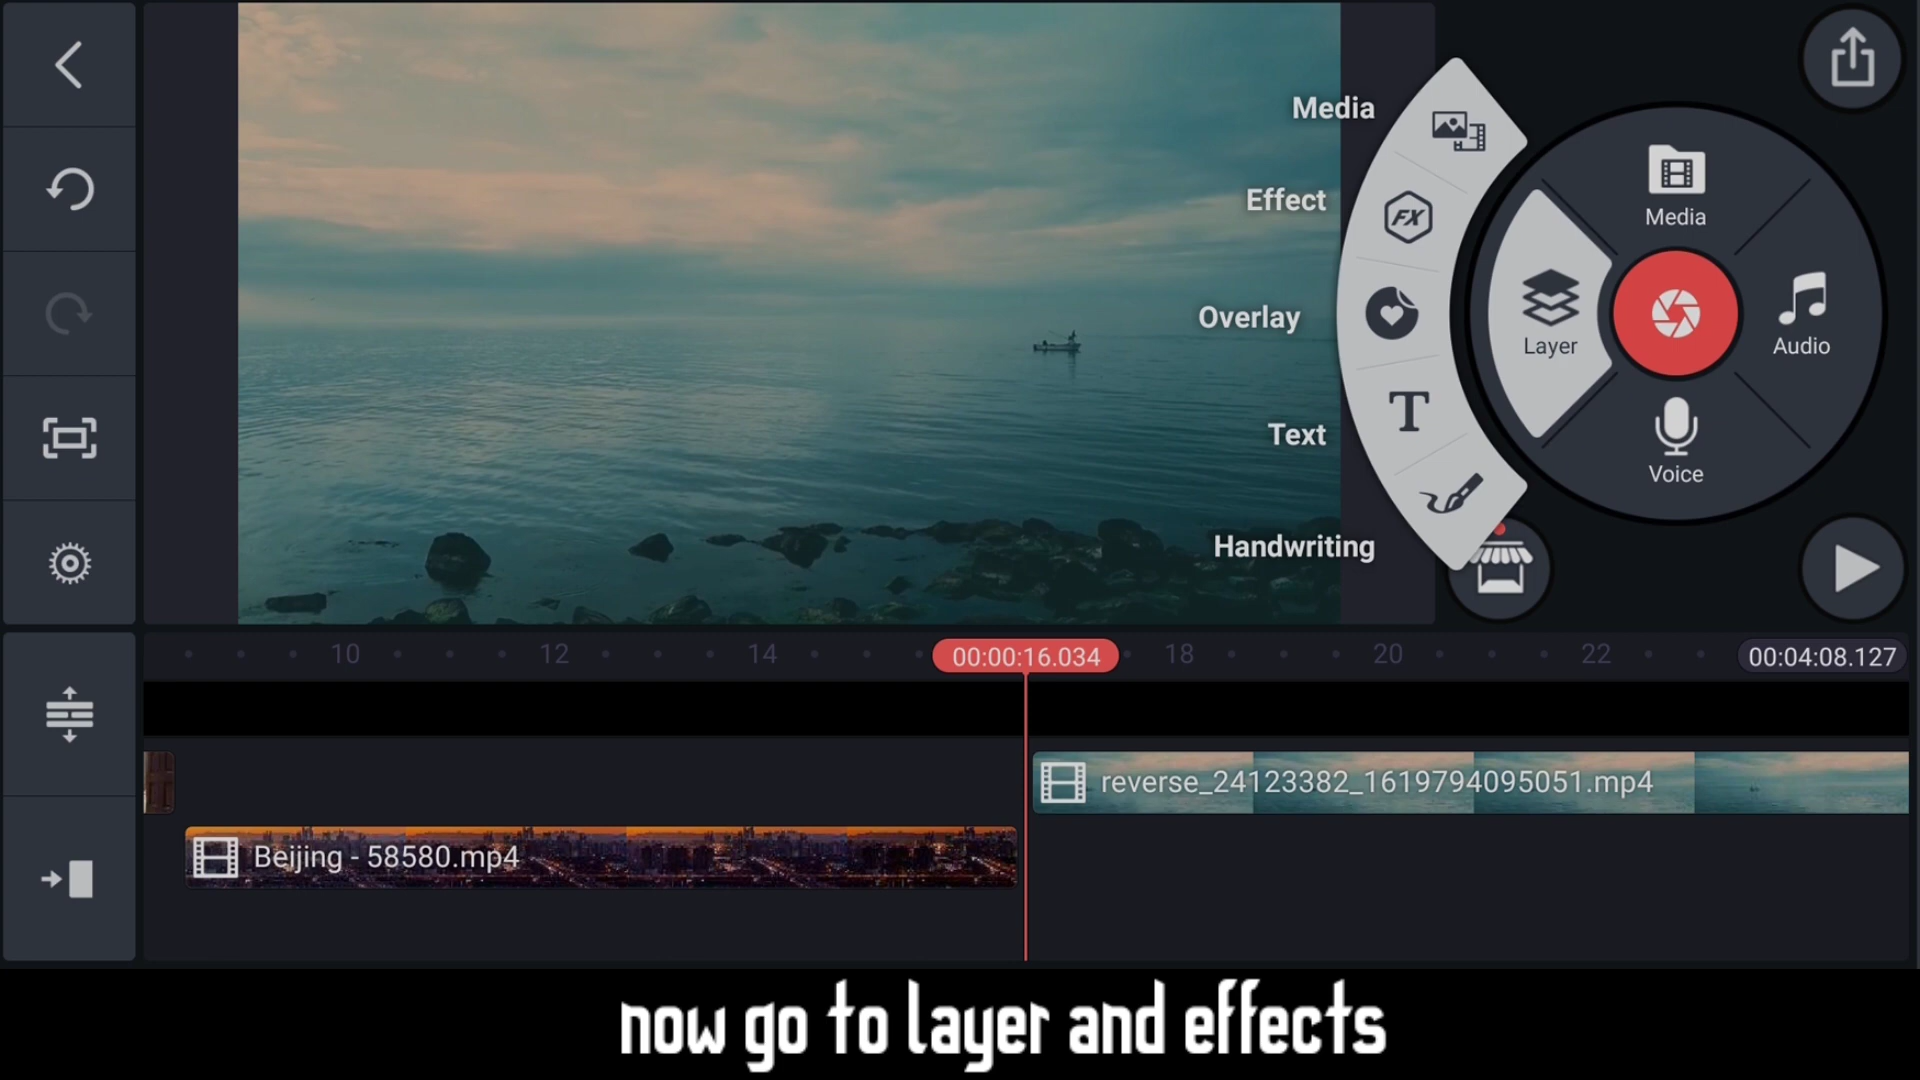 Media
Effect
Overlay
Text
Handwriting
FX
T
Media
Layer
Audio
Voice
10
12
14
00:00:16.034
18
20
22
00:04:08.127
reverse_24123382_1619794095051.mp4
Beijing - 58580.mp4
now go to layer and effects